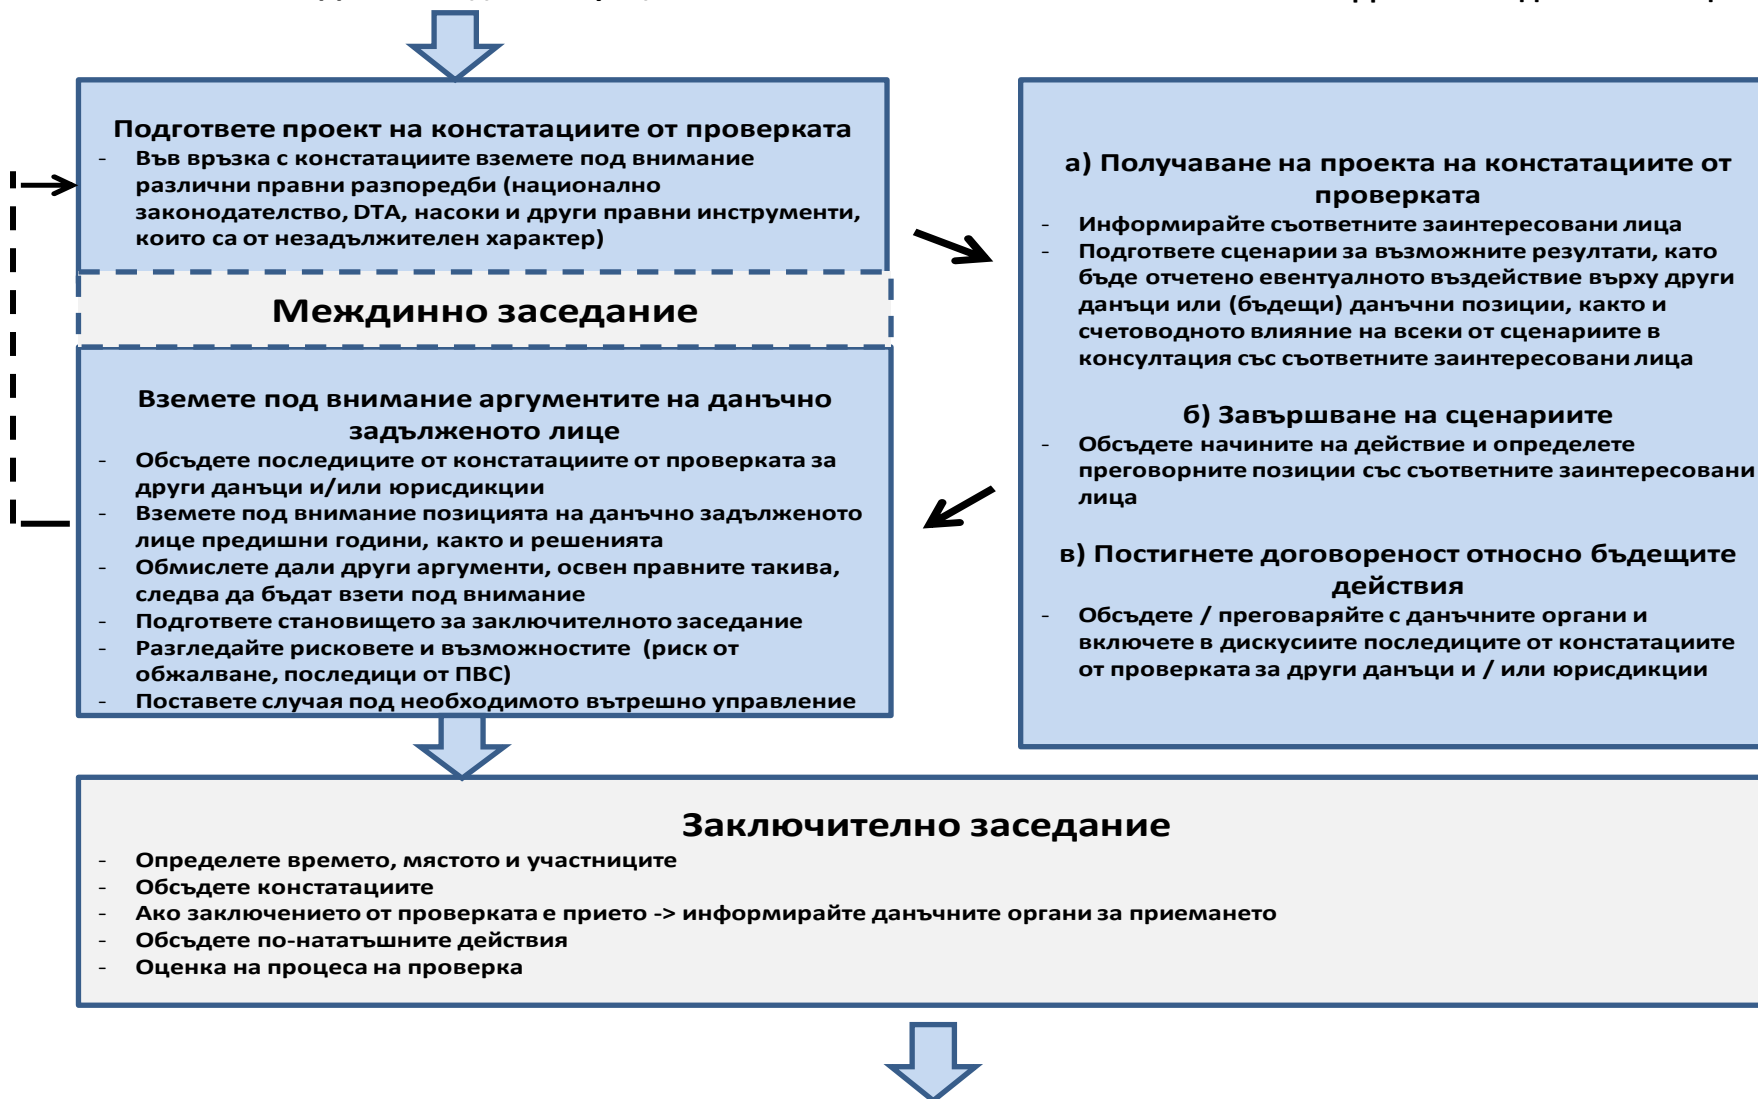 Подгответе проект на констатациите от проверката
- Във връзка с констатациите вземете под внимание
различни правни разпоредби (национално
законодателство, DTA, насоки и други правни инструменти,
които са от незадължителен характер)
Междинно заседание
Вземете под внимание аргументите на данъчно
задълженото лице
- Обсъдете последиците от констатациите от проверката за
други данъци и/или юрисдикции
- Вземете под внимание позицията на данъчно задълженото
лице предишни години, както и решенията
- Обмислете дали други аргументи, освен правните такива,
следва да бъдат взети под внимание
- Подгответе становището за заключителното заседание
- Разгледайте рисковете и възможностите (риск от
обжалване, последици от ПВС)
- Поставете случая под необходимото вътрешно управление
а) Получаване на проекта на констатациите от
проверката
- Информирайте съответните заинтересовани лица
- Подгответе сценарии за възможните резултати, като
бъде отчетено евентуалното въздействие върху други
данъци или (бъдещи) данъчни позиции, както и
счетоводното влияние на всеки от сценариите в
консултация със съответните заинтересовани лица
б) Завършване на сценариите
- Обсъдете начините на действие и определете
преговорните позиции със съответните заинтересовани
лица
в) Постигнете договореност относно бъдещите
действия
- Обсъдете / преговаряйте с данъчните органи и
включете в дискусиите последиците от констатациите
от проверката за други данъци и / или юрисдикции
Заключително заседание
- Определете времето, мястото и участниците
- Обсъдете констатациите
- Ако заключението от проверката е прието -> информирайте данъчните органи за приемането
- Обсъдете по-нататъшните действия
- Оценка на процеса на проверка